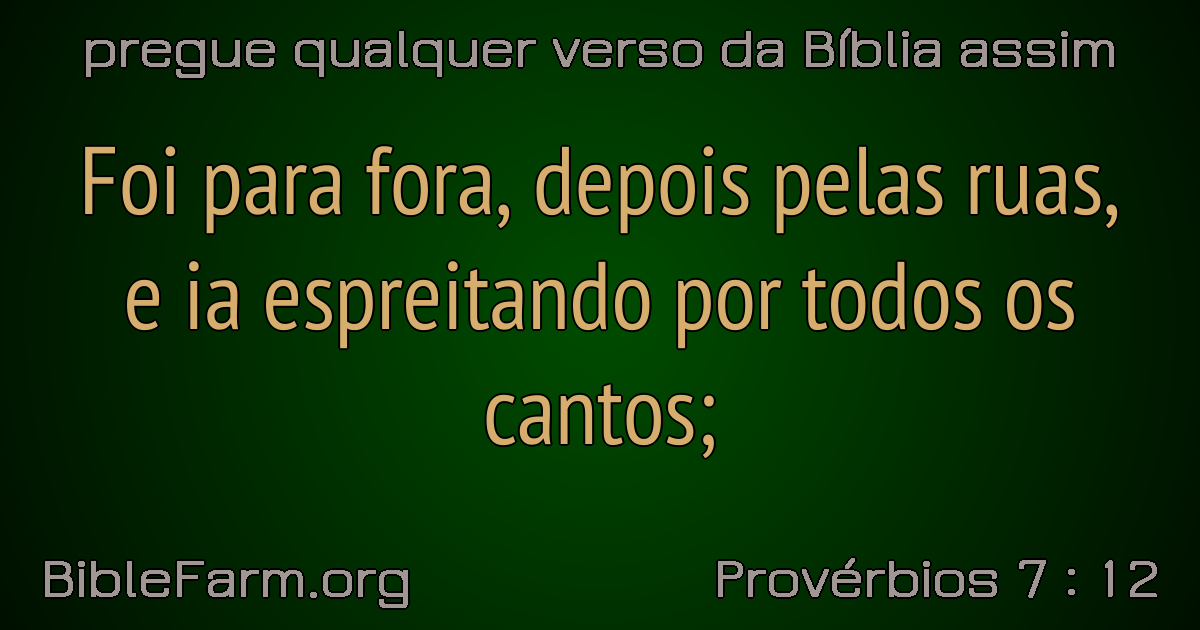 pregue qualquer verso da Bíblia assim
Foi para fora, depois pelas ruas,
e ia espreitando por todos os
cantos;
BibleFarm.org
Provérbios 7 : 12